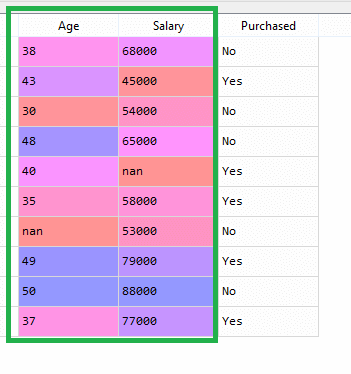 Age Salary Purchased
38 68000 No
43 45000 Yes
30 54000 No
48 65000 No
40 nan Yes
35 58000 Yes
nan 53000 No
49 79000 Yes
50 88000 No
37 77000 Yes